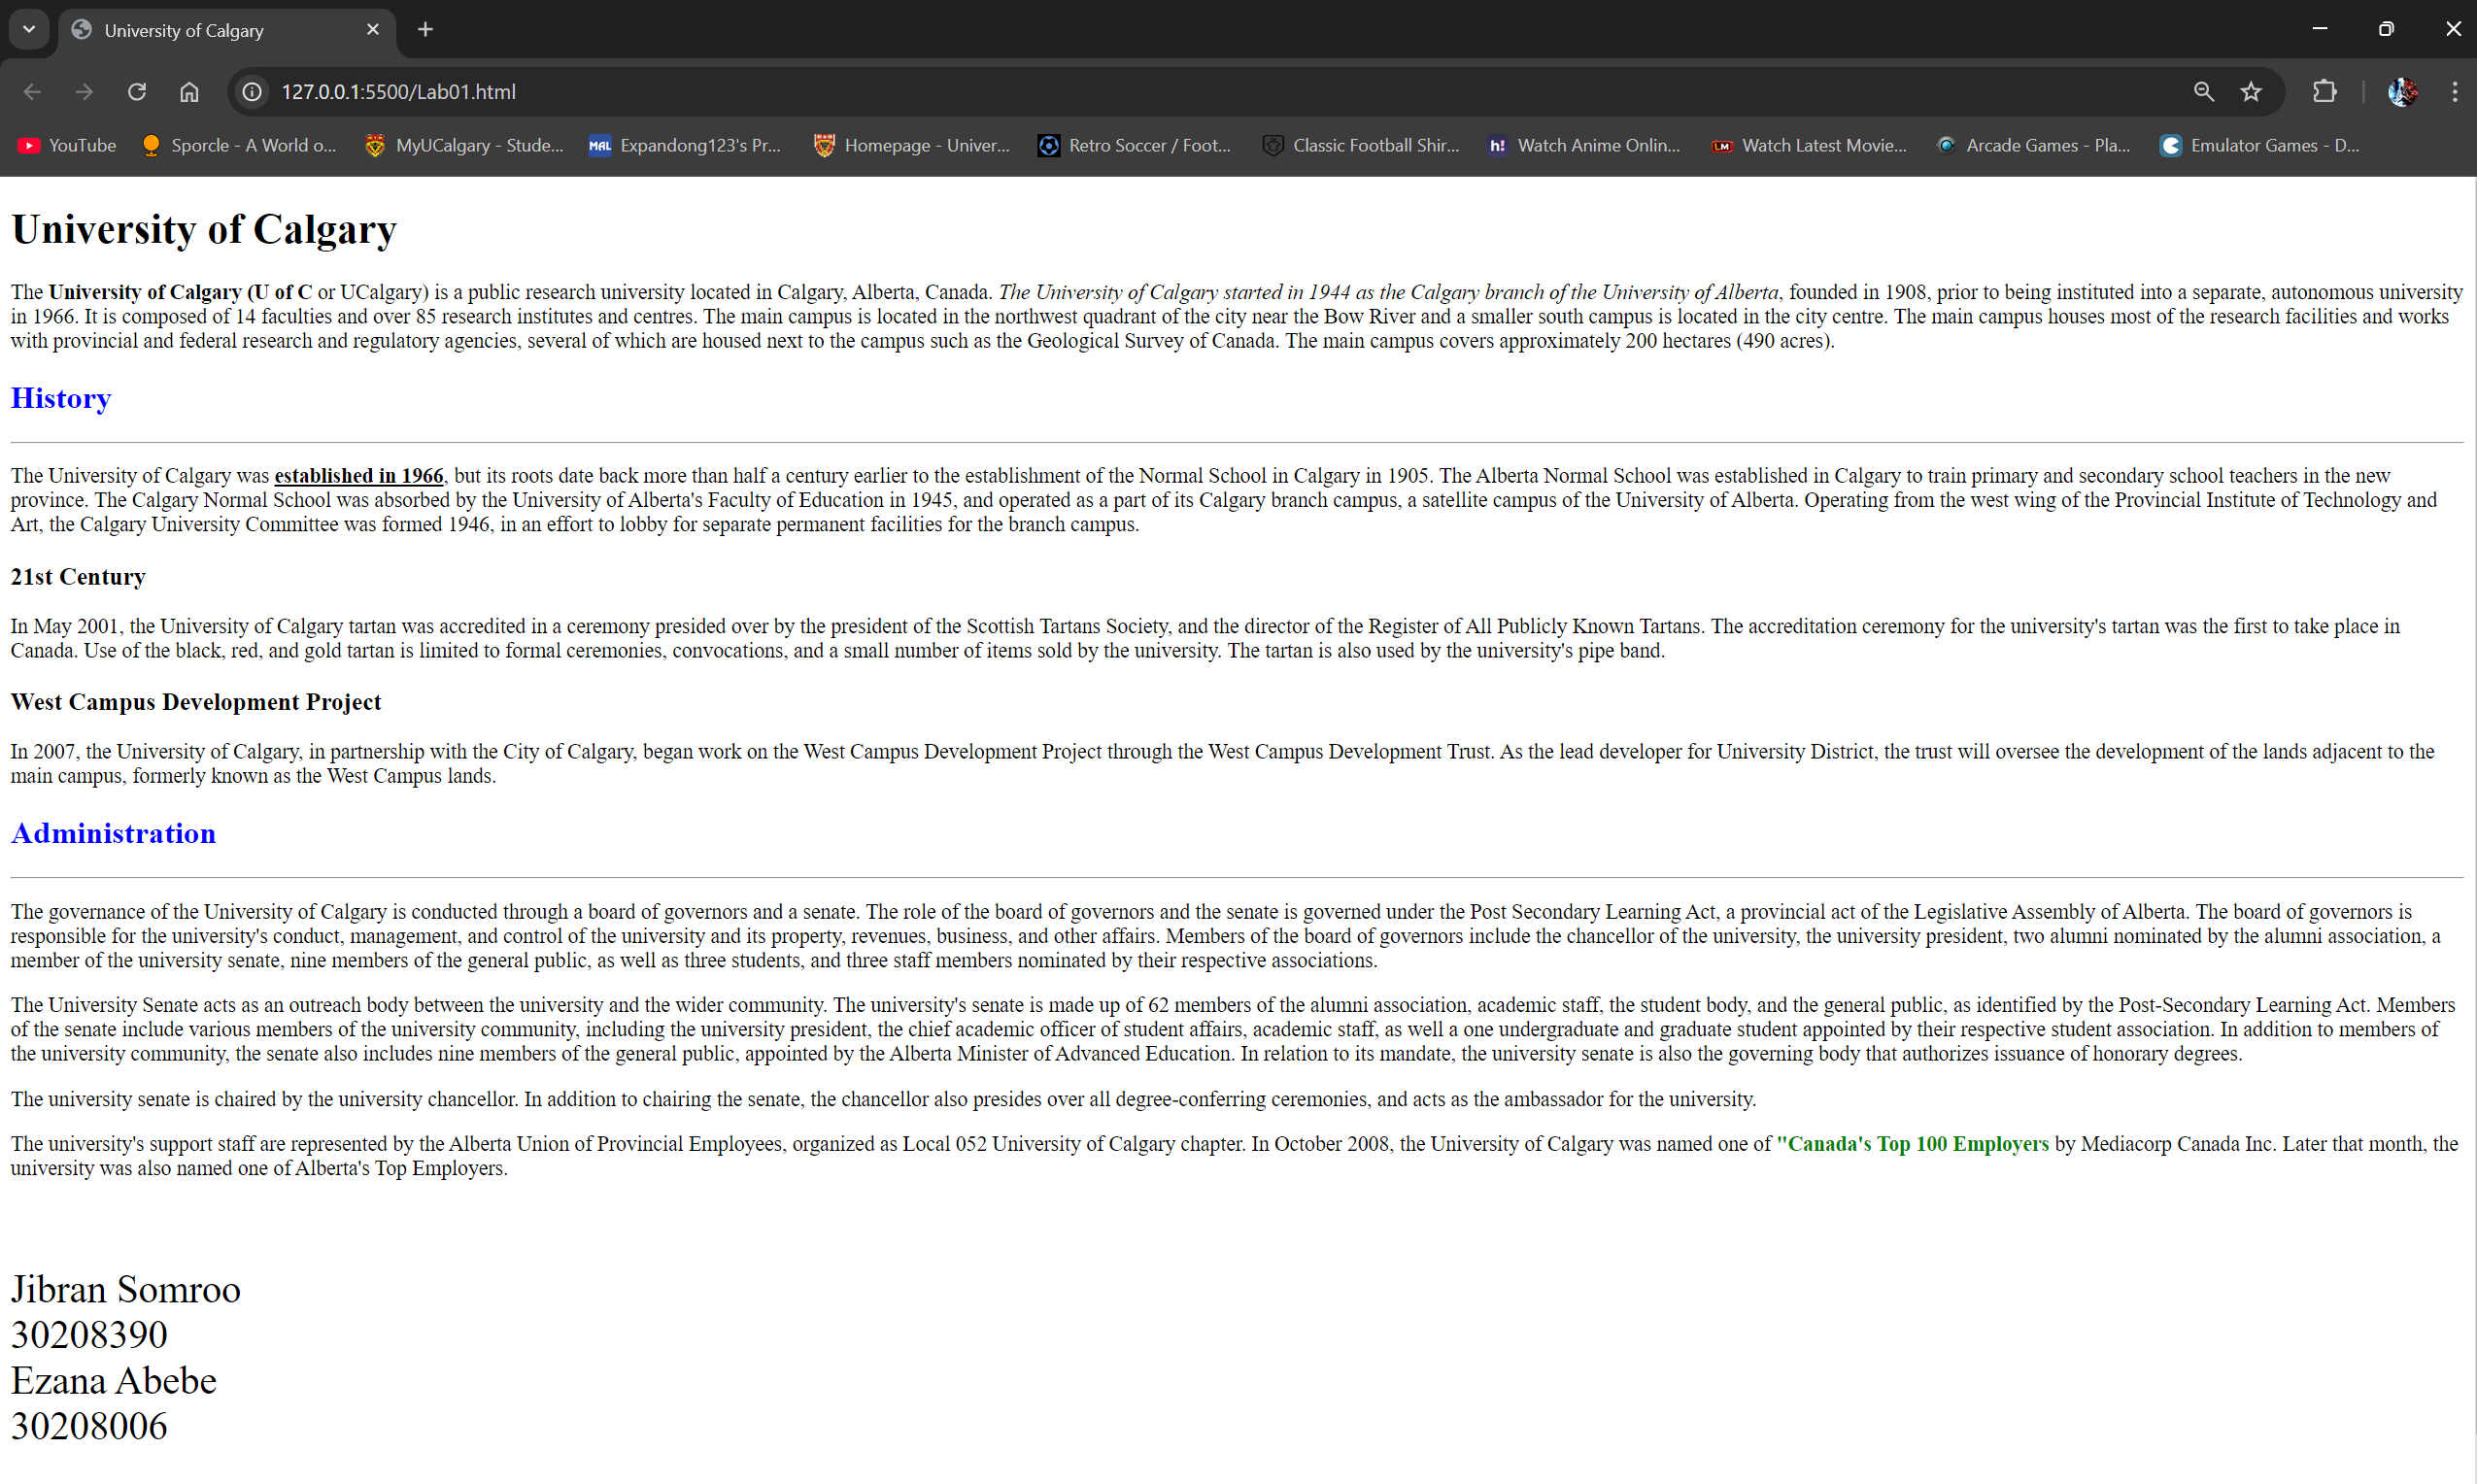 University of Calgary
127.0.0.1:5500/Lab01.html
YouTube
Sporcle - A World o...
MyUCalgary - Stude...
MAL
Expandong123's Pr...
Homepage - Univer...
Retro Soccer / Foot...
Classic Football Shir...
h!
Watch Anime Onlin...
LM
Watch Latest Movie...
Arcade Games - Pla...
Emulator Games - D...
University of Calgary
The University of Calgary (U of C or UCalgary) is a public research university located in Calgary, Alberta, Canada. The University of Calgary started in 1944 as the Calgary branch of the University of Alberta, founded in 1908, prior to being instituted into a separate, autonomous university
in 1966. It is composed of 14 faculties and over 85 research institutes and centres. The main campus is located in the northwest quadrant of the city near the Bow River and a smaller south campus is located in the city centre. The main campus houses most of the research facilities and works
with provincial and federal research and regulatory agencies, several of which are housed next to the campus such as the Geological Survey of Canada. The main campus covers approximately 200 hectares (490 acres).
History
The University of Calgary was established in 1966, but its roots date back more than half a century earlier to the establishment of the Normal School in Calgary in 1905. The Alberta Normal School was established in Calgary to train primary and secondary school teachers in the new
province. The Calgary Normal School was absorbed by the University of Alberta's Faculty of Education in 1945, and operated as a part of its Calgary branch campus, a satellite campus of the University of Alberta. Operating from the west wing of the Provincial Institute of Technology and
Art, the Calgary University Committee was formed 1946, in an effort to lobby for separate permanent facilities for the branch campus.
21st Century
In May 2001, the University of Calgary tartan was accredited in a ceremony presided over by the president of the Scottish Tartans Society, and the director of the Register of All Publicly Known Tartans. The accreditation ceremony for the university's tartan was the first to take place in
Canada. Use of the black, red, and gold tartan is limited to formal ceremonies, convocations, and a small number of items sold by the university. The tartan is also used by the university's pipe band.
West Campus Development Project
In 2007, the University of Calgary, in partnership with the City of Calgary, began work on the West Campus Development Project through the West Campus Development Trust. As the lead developer for University District, the trust will oversee the development of the lands adjacent to the
main campus, formerly known as the West Campus lands.
Administration
The governance of the University of Calgary is conducted through a board of governors and a senate. The role of the board of governors and the senate is governed under the Post Secondary Learning Act, a provincial act of the Legislative Assembly of Alberta. The board of governors is
responsible for the university's conduct, management, and control of the university and its property, revenues, business, and other affairs. Members of the board of governors include the chancellor of the university, the university president, two alumni nominated by the alumni association, a
member of the university senate, nine members of the general public, as well as three students, and three staff members nominated by their respective associations.
The University Senate acts as an outreach body between the university and the wider community. The university's senate is made up of 62 members of the alumni association, academic staff, the student body, and the general public, as identified by the Post-Secondary Learning Act. Members
of the senate include various members of the university community, including the university president, the chief academic officer of student affairs, academic staff, as well a one undergraduate and graduate student appointed by their respective student association. In addition to members of
the university community, the senate also includes nine members of the general public, appointed by the Alberta Minister of Advanced Education. In relation to its mandate, the university senate is also the governing body that authorizes issuance of honorary degrees.
The university senate is chaired by the university chancellor. In addition to chairing the senate, the chancellor also presides over all degree-conferring ceremonies, and acts as the ambassador for the university.
The university's support staff are represented by the Alberta Union of Provincial Employees, organized as Local 052 University of Calgary chapter. In October 2008, the University of Calgary was named one of "Canada's Top 100 Employers by Mediacorp Canada Inc. Later that month, the
university was also named one of Alberta's Top Employers.
Jibran Somroo
30208390
Ezana Abebe
30208006